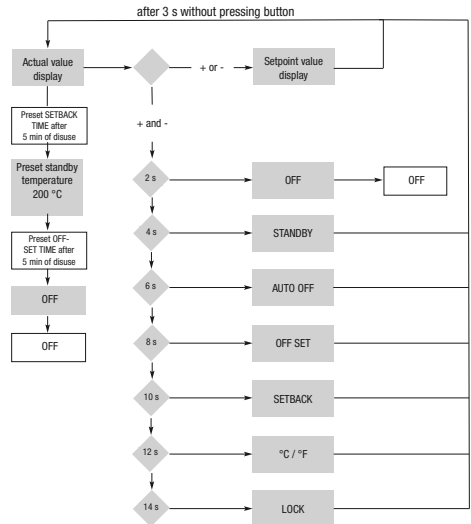 after 3 s without pressing button
Actual value
display
+ or -
Setpoint value
display
Preset SETBACK
TIME after
5 min of disuse
+ and -
Preset standby
temperature
200 °C
2 s
OFF
OFF
Preset OFF-
SET TIME after
5 min of disuse
4 s
STANDBY
OFF
6 s
AUTO OFF
OFF
8 s
OFF SET
10 s
SETBACK
12 s
°C / °F
14 s
LOCK